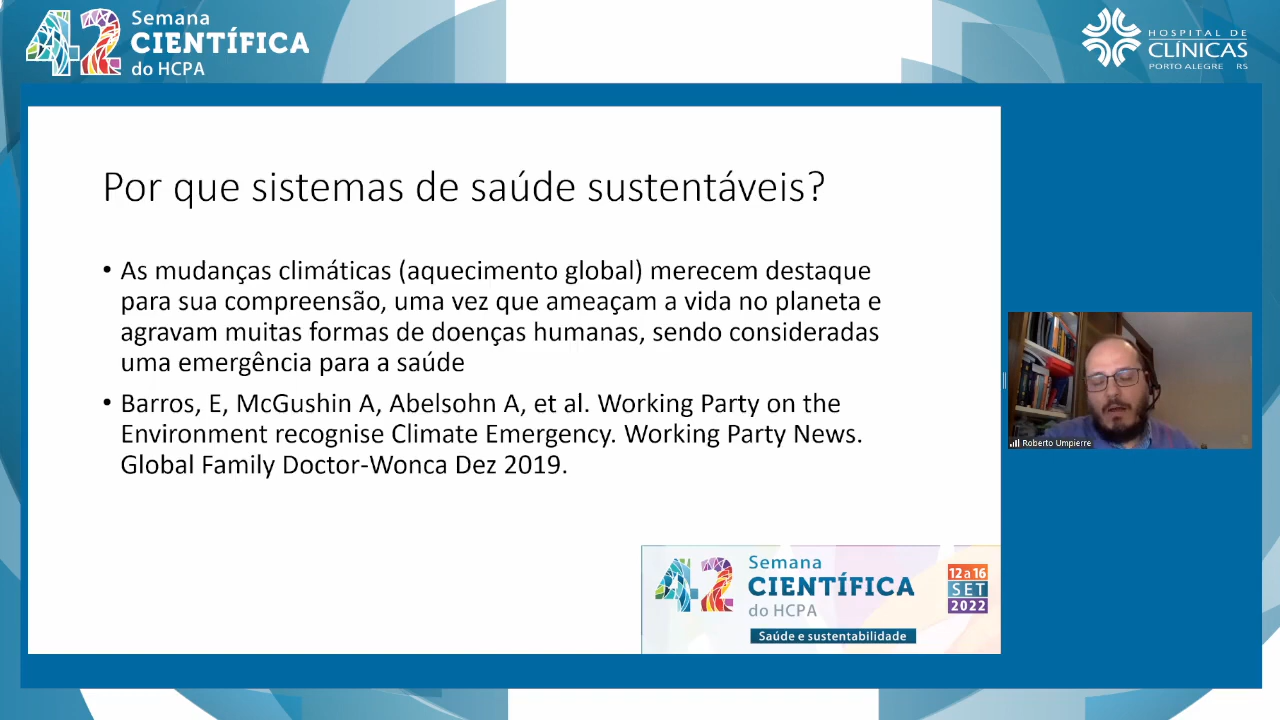 42 Semana
CIENTÍFICA
do HCPA
HOSPITAL DE
CLÍNICAS
PORTO ALEGRE RS
Por que sistemas de saúde sustentáveis?
• As mudanças climáticas (aquecimento global) merecem destaque
para sua compreensão, uma vez que ameaçam a vida no planeta e
agravam muitas formas de doenças humanas, sendo consideradas
uma emergência para a saúde
• Barros, E, McGushin A, Abelsohn A, et al. Working Party on the
Environment recognise Climate Emergency. Working Party News.
Global Family Doctor-Wonca Dez 2019.
Roberto Umpierre
42 Semana
CIENTÍFICA
do HCPA
Saúde e sustentabilidade
12 a 16
SET
2022